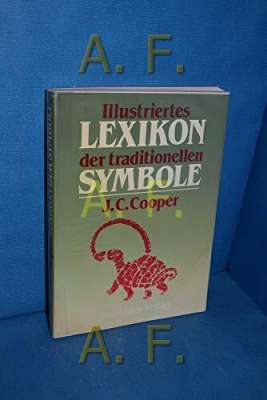 A. F.
Illustriertes
LEXIKON
der traditionellen
SYMBOLE
A. F.
J. C. Cooper
A. F.
A. F.